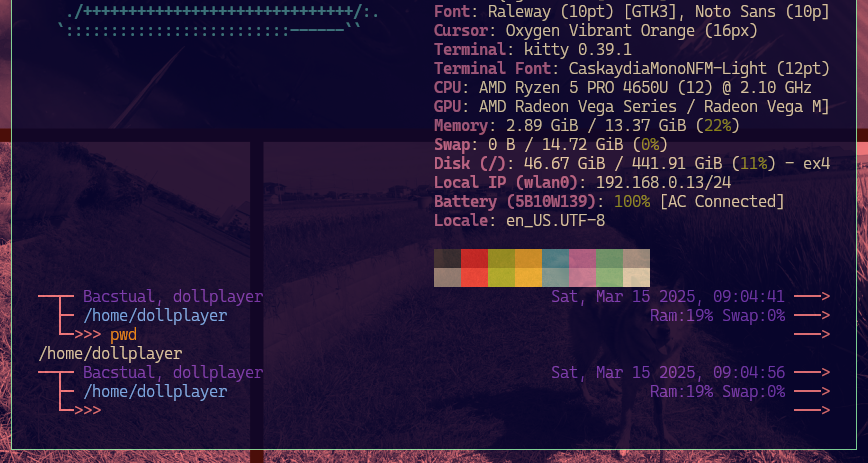 ./++++++++++++++++++++++++++++++/:.
`:::::::::::::::::::::::::------``
Font: Raleway (10pt) [GTK3], Noto Sans (10p]
Cursor: Oxygen Vibrant Orange (16px)
Terminal: kitty 0.39.1
Terminal Font: CaskaydiaMonoNFM-Light (12pt)
CPU: AMD Ryzen 5 PRO 4650U (12) @ 2.10 GHz
GPU: AMD Radeon Vega Series / Radeon Vega M]
Memory: 2.89 GiB / 13.37 GiB (22%)
Swap: 0 B / 14.72 GiB (0%)
Disk (/): 46.67 GiB / 441.91 GiB (11%) - ex4
Local IP (wlan0): 192.168.0.13/24
Battery (5B10W139): 100% [AC Connected]
Locale: en_US.UTF-8
Bacstual, dollplayer Sat, Mar 15 2025, 09:04:41 ───>
/home/dollplayer Ram:19% Swap:0% ───>
>>> pwd ───>
/home/dollplayer
Bacstual, dollplayer Sat, Mar 15 2025, 09:04:56 ───>
/home/dollplayer Ram:19% Swap:0% ───>
>>> ───>